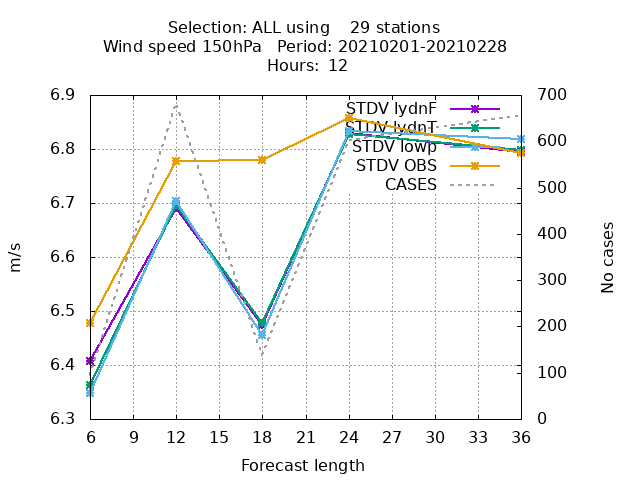 Selection: ALL using    29 stations
Wind speed 150hPa   Period: 20210201-20210228
Hours:  12
6.9
6.8
6.7
6.6
6.5
6.4
6.3
700
600
500
400
300
200
100
0
STDV lydnF
STDV lydnT
STDV lowp
STDV OBS
CASES
m/s
No cases
6 9 12 15 18 21 24 27 30 33 36
Forecast length